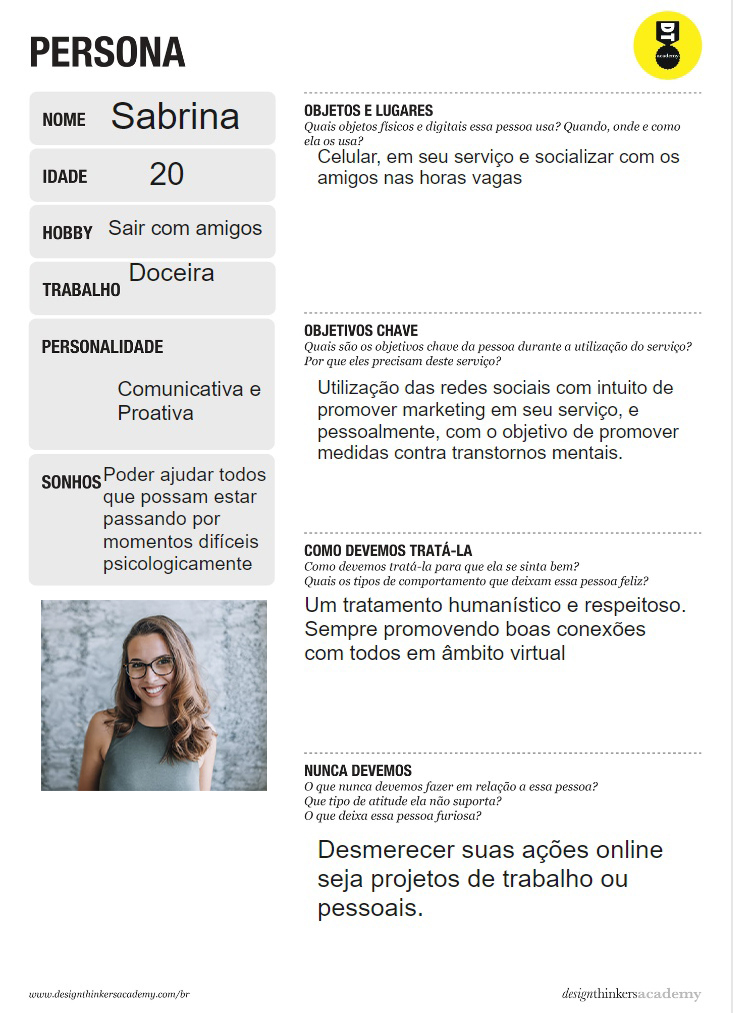 PERSONA
DT
academy
NOME Sabrina
IDADE 20
HOBBY Sair com amigos
TRABALHO Doceira
PERSONALIDADE
Comunicativa e
Proativa
SONHOS Poder ajudar todos
que possam estar
passando por
momentos difíceis
psicologicamente
OBJETOS E LUGARES
Quais objetos físicos e digitais essa pessoa usa? Quando, onde e como
ela os usa?
Celular, em seu serviço e socializar com os
amigos nas horas vagas
OBJETIVOS CHAVE
Quais são os objetivos chave da pessoa durante a utilização do serviço?
Por que eles precisam deste serviço?
Utilização das redes sociais com intuito de
promover marketing em seu serviço, e
pessoalmente, com o objetivo de promover
medidas contra transtornos mentais.
COMO DEVEMOS TRATÁ-LA
Como devemos tratá-la para que ela se sinta bem?
Quais os tipos de comportamento que deixam essa pessoa feliz?
Um tratamento humanístico e respeitoso.
Sempre promovendo boas conexões
com todos em âmbito virtual
NUNCA DEVEMOS
O que nunca devemos fazer em relação a essa pessoa?
Que tipo de atitude ela não suporta?
O que deixa essa pessoa furiosa?
Desmerecer suas ações online
seja projetos de trabalho ou
pessoais.
www.designthinkersacademy.com/br
designthinkersacademy